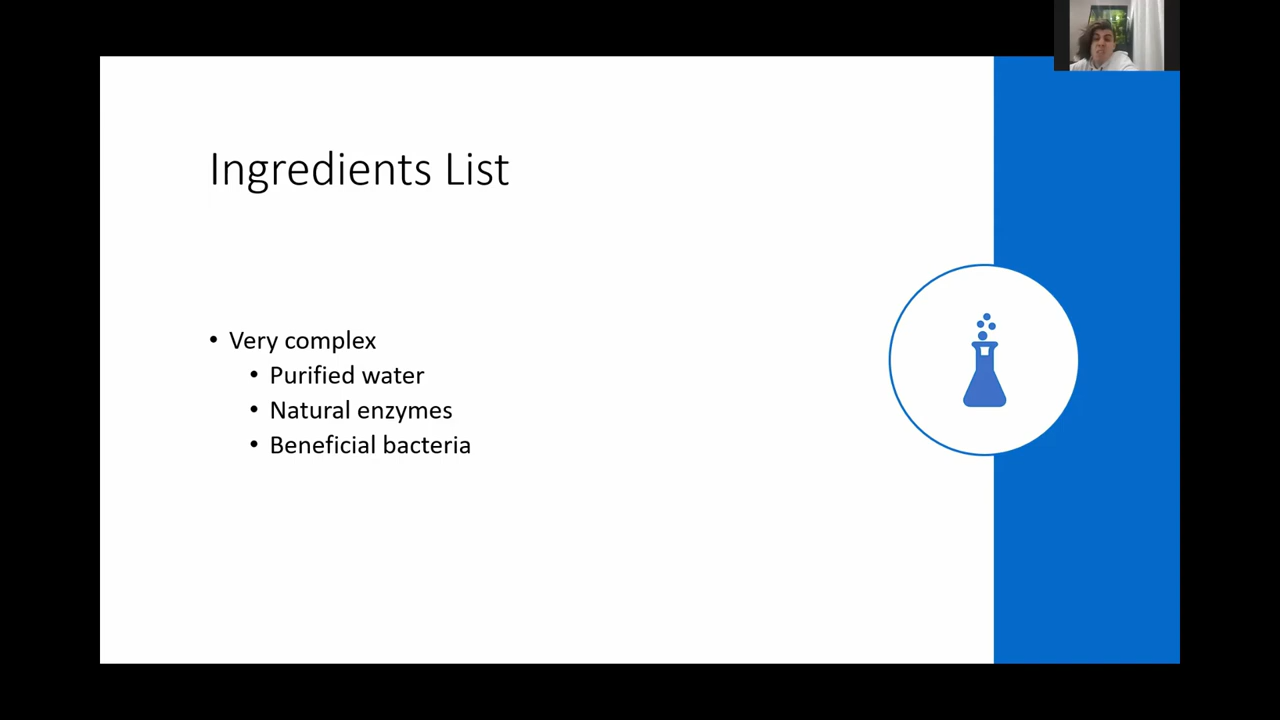 Ingredients List
• Very complex
• Purified water
• Natural enzymes
• Beneficial bacteria